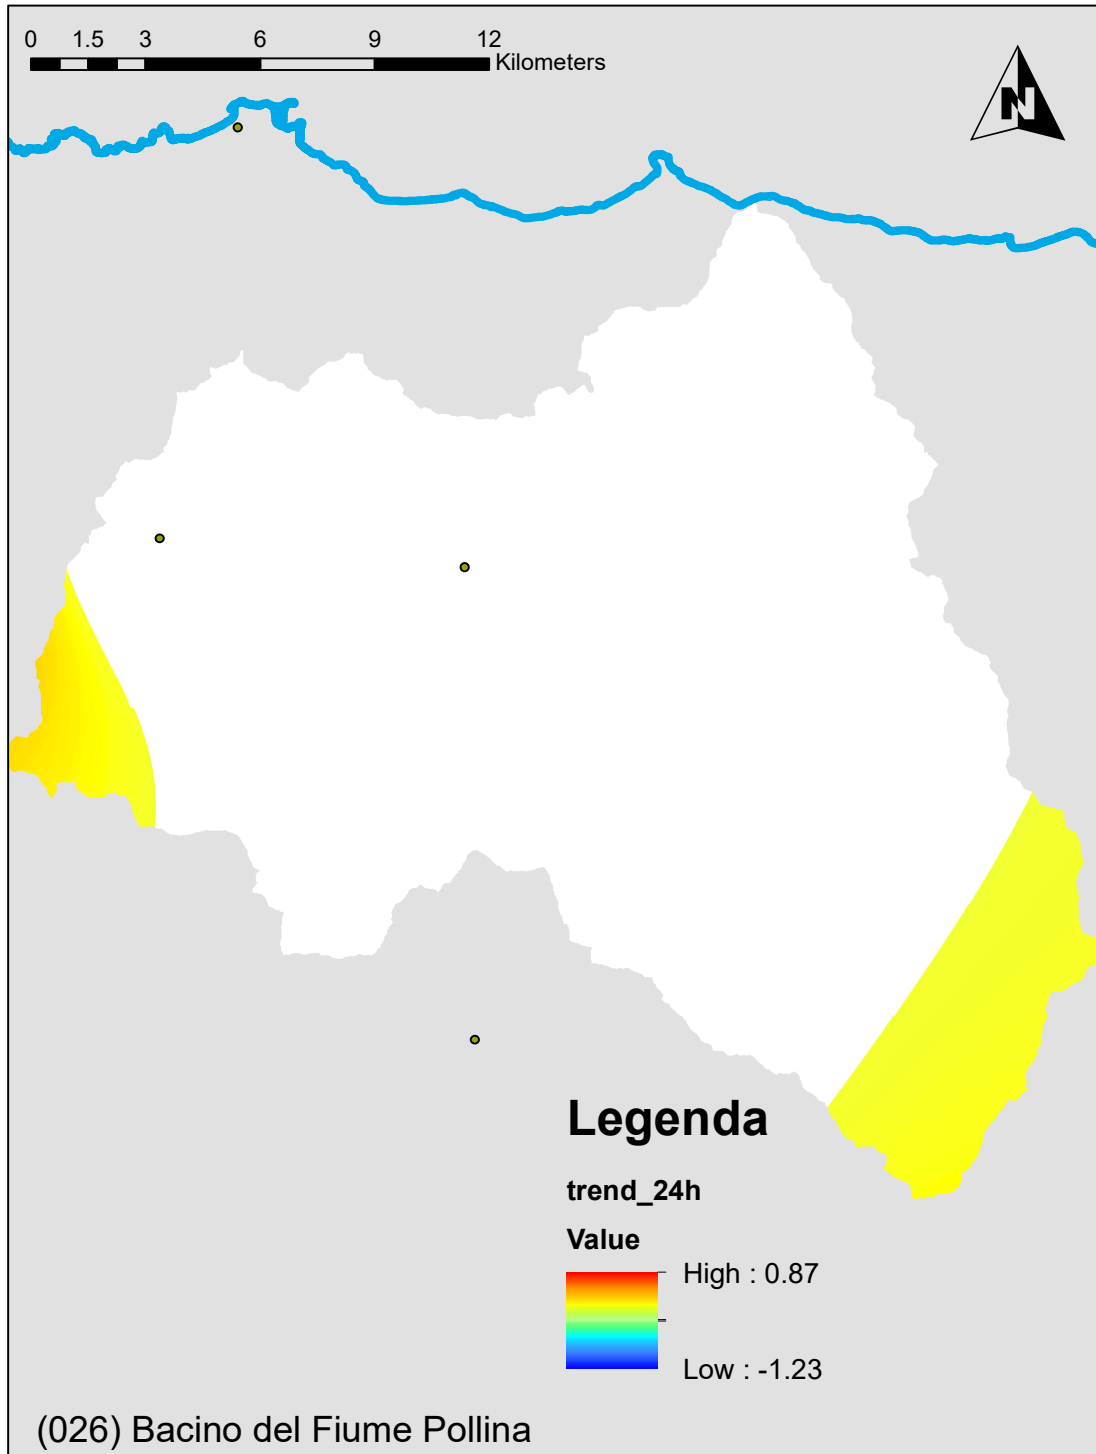 0 1.5 3 6 9 12
Kilometers
N
Legenda
trend_24h
Value
High : 0.87
Low : -1.23
(026) Bacino del Fiume Pollina